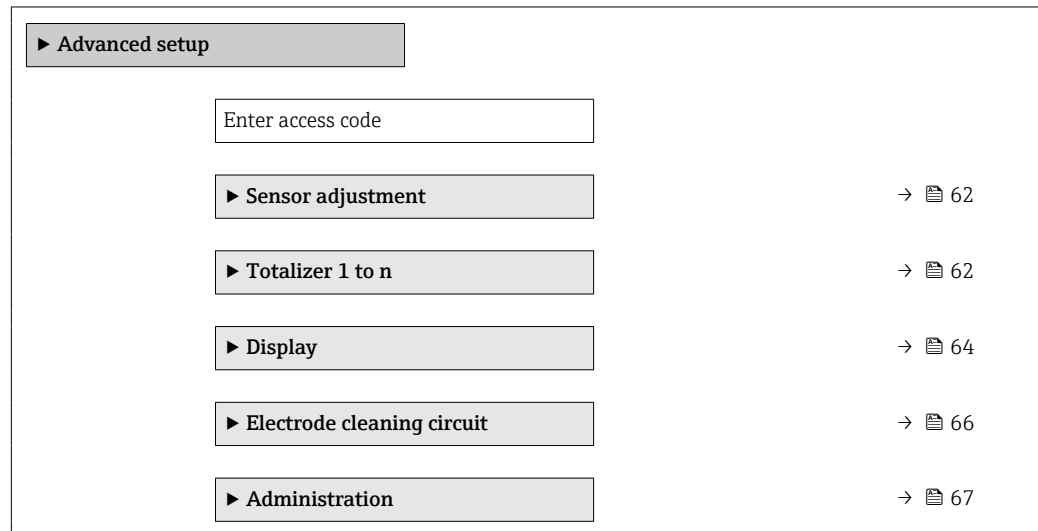 ▶ Advanced setup
Enter access code
▶ Sensor adjustment → 62
▶ Totalizer 1 to n → 62
▶ Display → 64
▶ Electrode cleaning circuit → 66
▶ Administration → 67